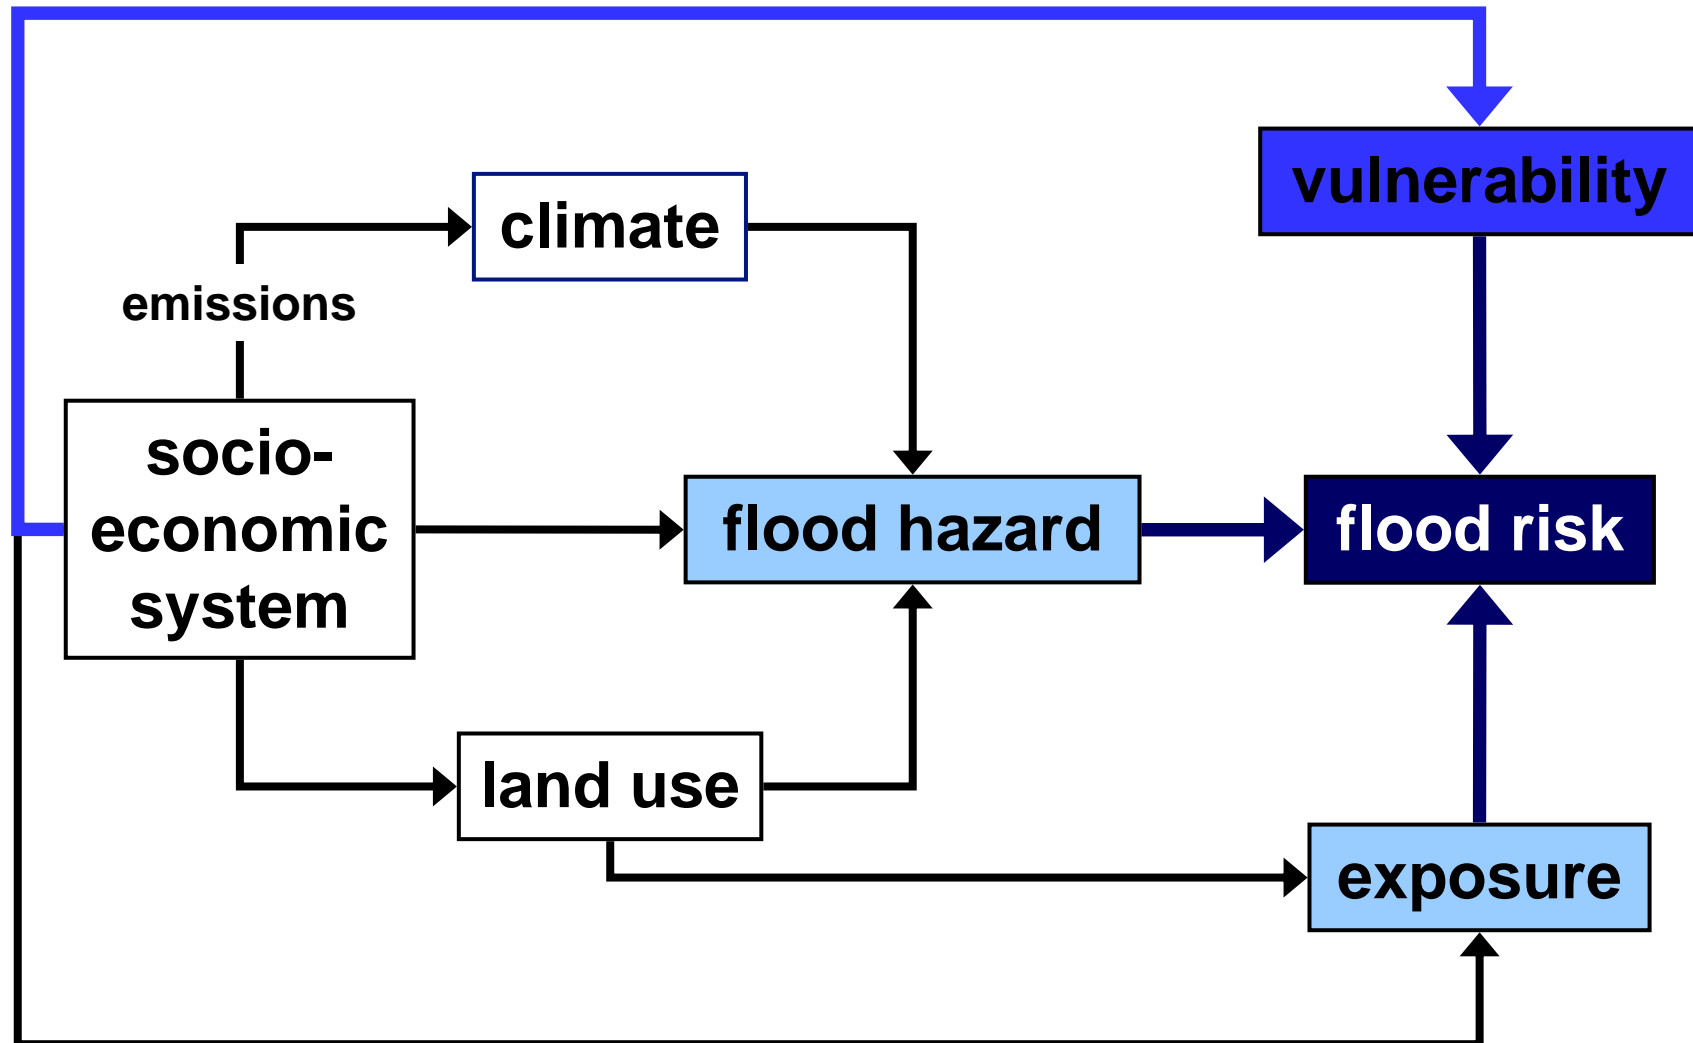 vulnerability
climate
emissions
socio-
economic
system
flood hazard
flood risk
land use
exposure